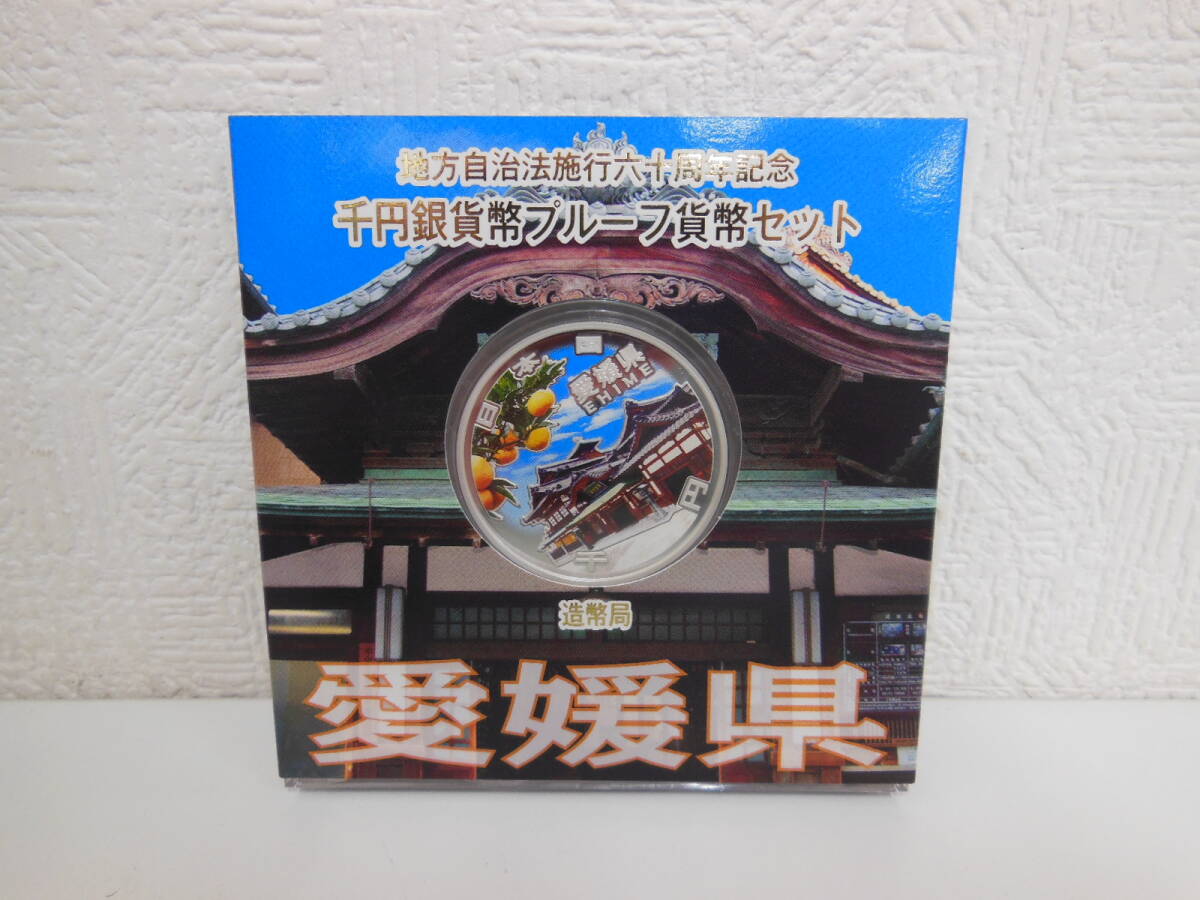 地方自治法施行六十周年記念
千円銀貨幣プルーフ貨幣セット
日本国
愛媛県
EHIME
千円
造幣局
愛媛県